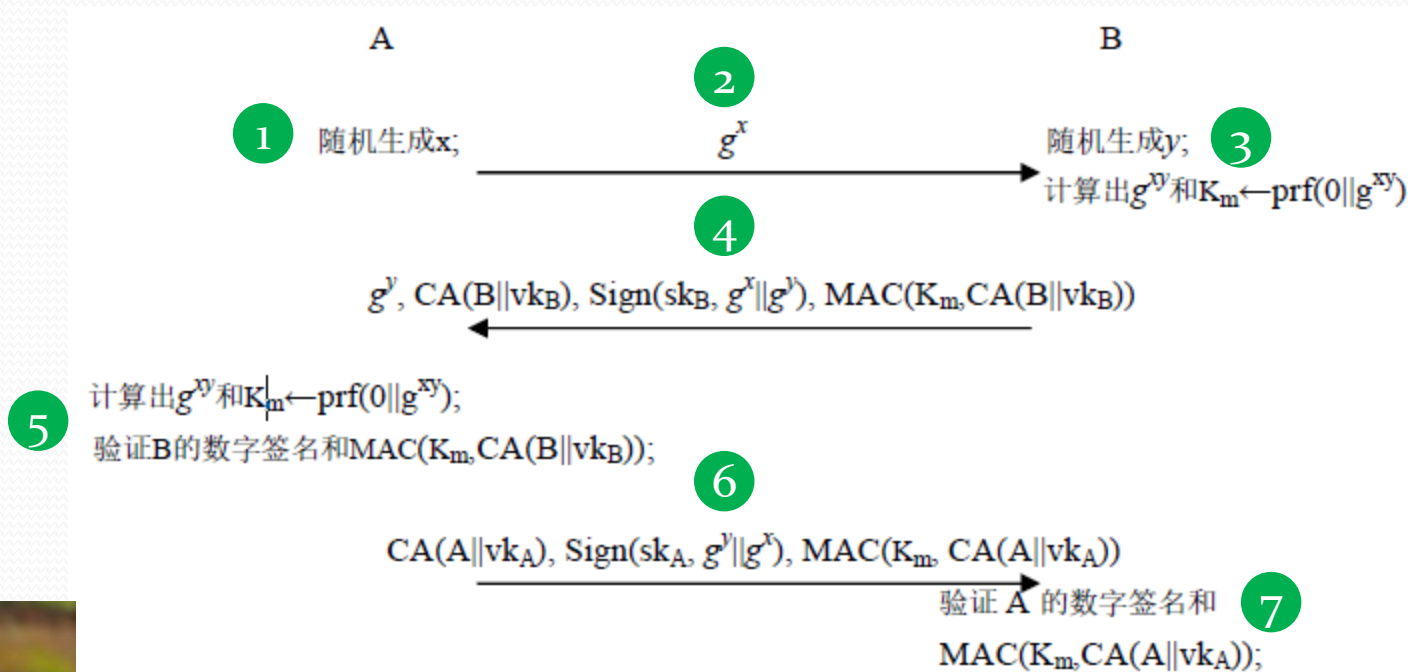 A B
2
1 随机生成x; g^x 随机生成y; 3
计算出g^xy和K_m←prf(0||g^xy)
4
g^y, CA(B||vk_B), Sign(sk_B, g^x||g^y), MAC(K_m,CA(B||vk_B))
计算出g^xy和K_m←prf(0||g^xy);
5
验证B的数字签名和MAC(K_m,CA(B||vk_B));
6
CA(A||vk_A), Sign(sk_A, g^y||g^x), MAC(K_m, CA(A||vk_A))
验证 A 的数字签名和 7
MAC(K_m,CA(A||vk_A));